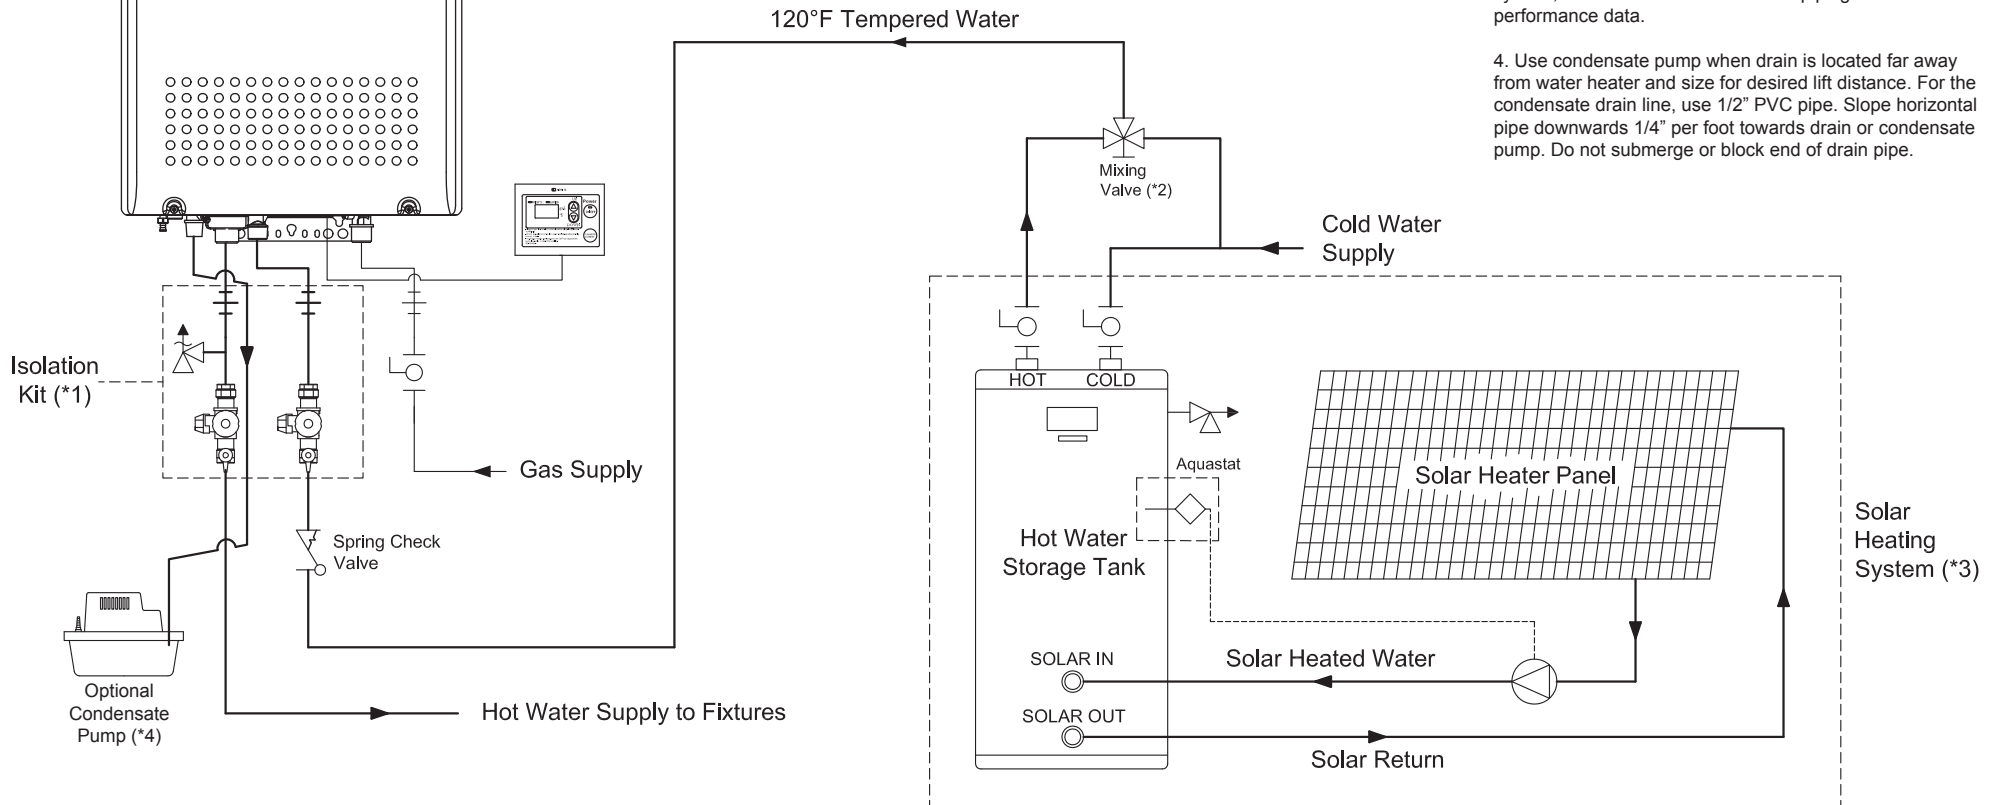 120°F Tempered Water
performance data.
4. Use condensate pump when drain is located far away
from water heater and size for desired lift distance. For the
condensate drain line, use 1/2” PVC pipe. Slope horizontal
pipe downwards 1/4” per foot towards drain or condensate
pump. Do not submerge or block end of drain pipe.
Mixing
Valve (*2)
Cold Water
Supply
Isolation
Kit (*1)
HOT
COLD
Gas Supply
Aquastat
Solar Heater Panel
Spring Check
Valve
Hot Water
Storage Tank
Solar
Heating
System (*3)
SOLAR IN
Solar Heated Water
Optional
Condensate
Pump (*4)
Hot Water Supply to Fixtures
SOLAR OUT
Solar Return